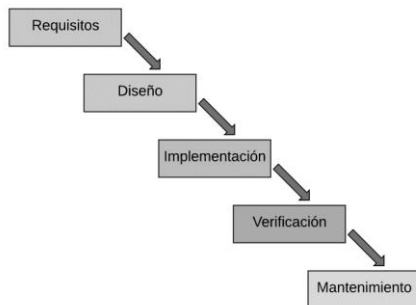 Requisitos
Diseño
Implementación
Verificación
Mantenimiento